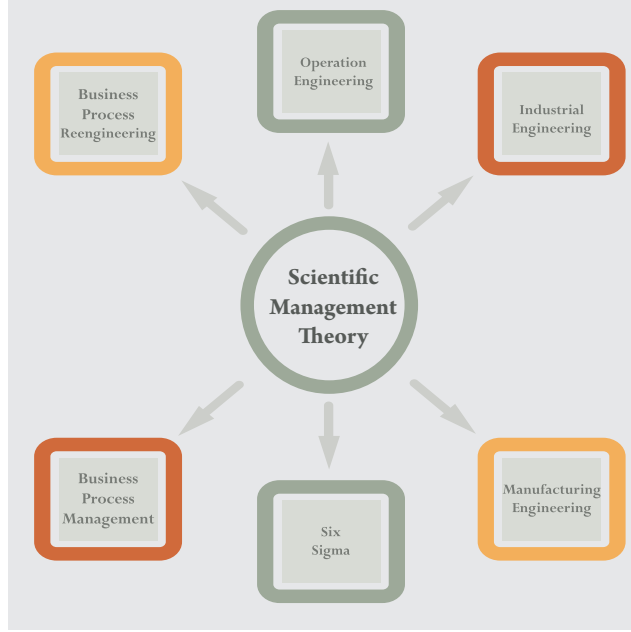 Operation
Engineering
Business
Process
Reengineering
Industrial
Engineering
Scientific
Management
Theory
Business
Process
Management
Six
Sigma
Manufacturing
Engineering